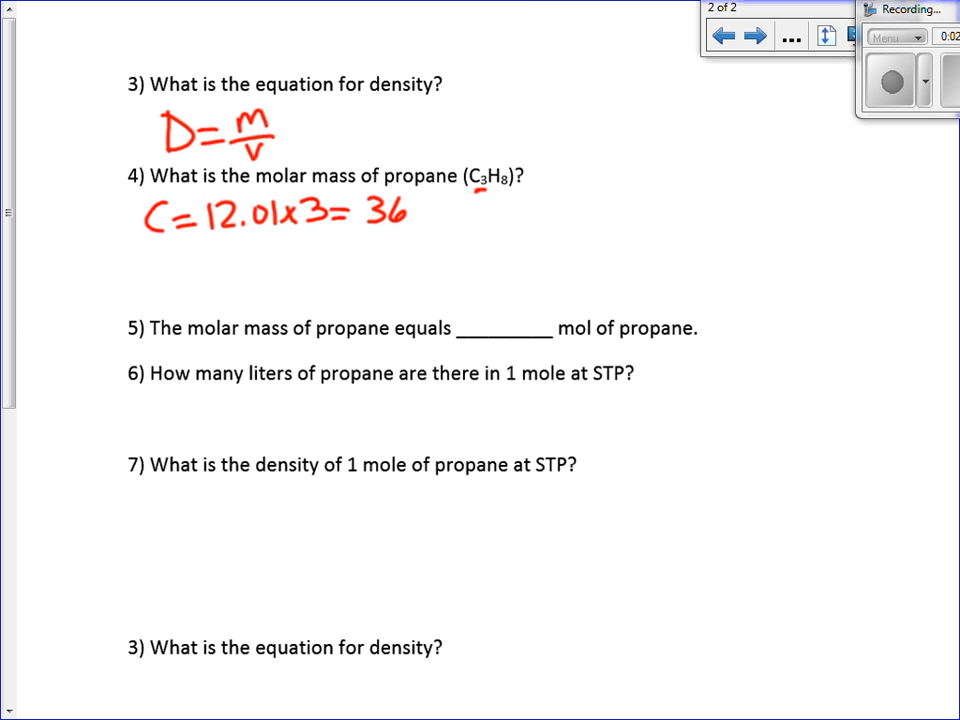 2 of 2
Recording...
Menu
0:02
3) What is the equation for density?
D = m/v
4) What is the molar mass of propane (C₃H₈)?
C = 12.01 x 3 = 36
5) The molar mass of propane equals _________ mol of propane.
6) How many liters of propane are there in 1 mole at STP?
7) What is the density of 1 mole of propane at STP?
3) What is the equation for density?